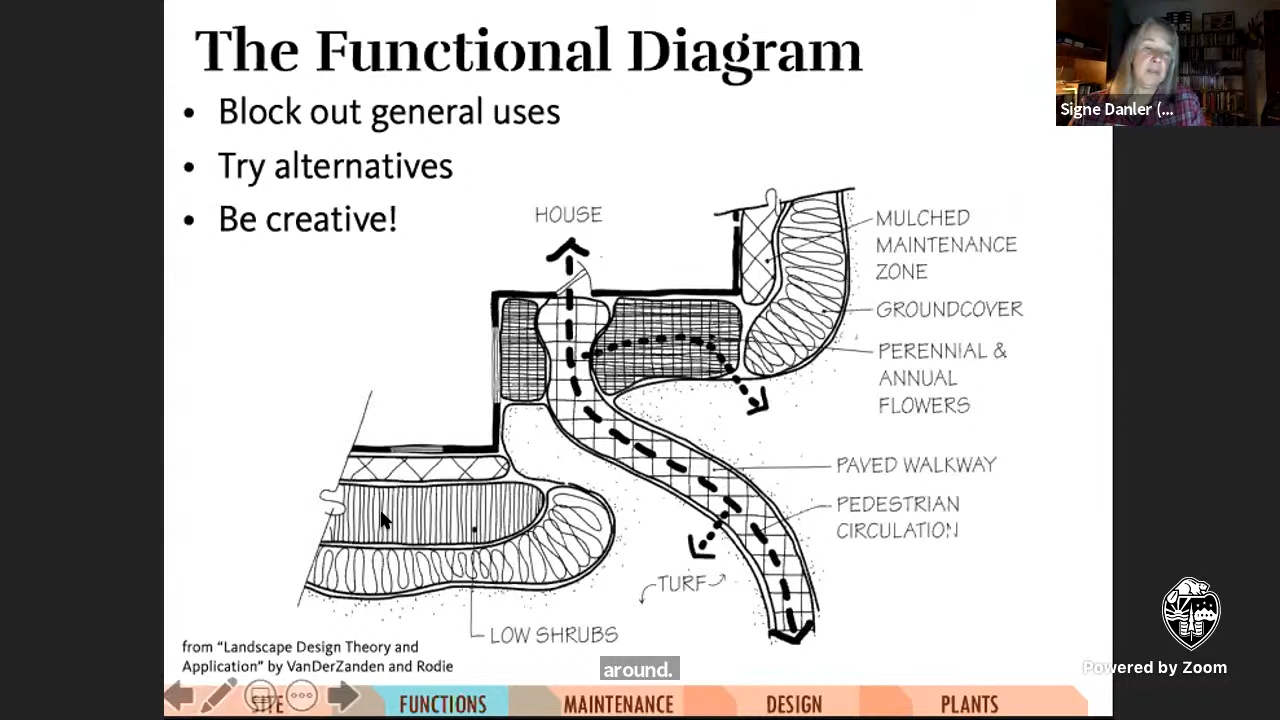 The Functional Diagram
• Block out general uses
• Try alternatives
• Be creative!
HOUSE
MULCHED
MAINTENANCE
ZONE
GROUNDCOVER
PERENNIAL &
ANNUAL
FLOWERS
PAVED WALKWAY
PEDESTRIAN
CIRCULATION
TURF
LOW SHRUBS
from “Landscape Design Theory and
Application” by VanDerZanden and Rodie
around.
SITE
FUNCTIONS
MAINTENANCE
DESIGN
PLANTS
Signe Danler (...
Powered by Zoom